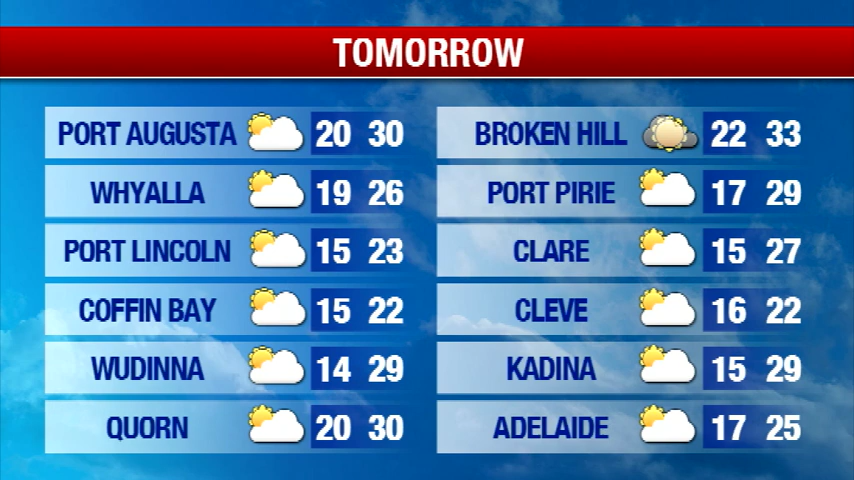 TOMORROW
PORT AUGUSTA 20 30
WHYALLA 19 26
PORT LINCOLN 15 23
COFFIN BAY 15 22
WUDINNA 14 29
QUORN 20 30
BROKEN HILL 22 33
PORT PIRIE 17 29
CLARE 15 27
CLEVE 16 22
KADINA 15 29
ADELAIDE 17 25